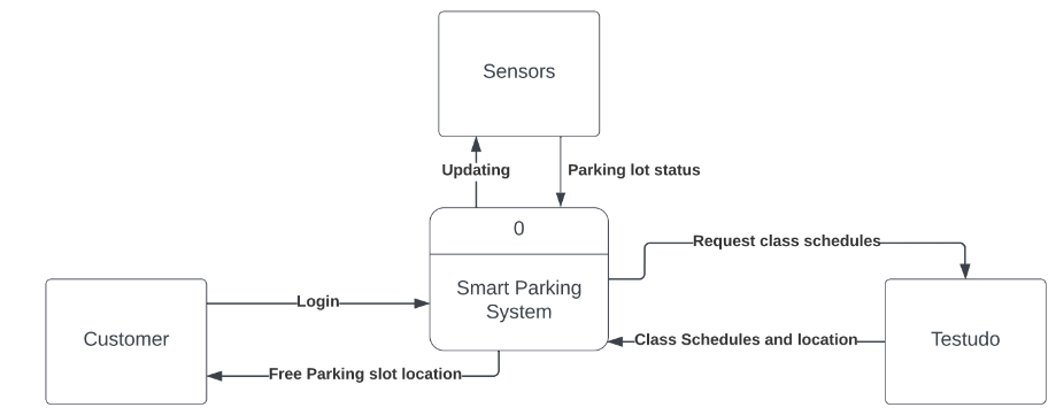 Sensors
Updating
Parking lot status
0
Request class schedules
Smart Parking
System
Login
Customer
Class Schedules and location
Testudo
Free Parking slot location